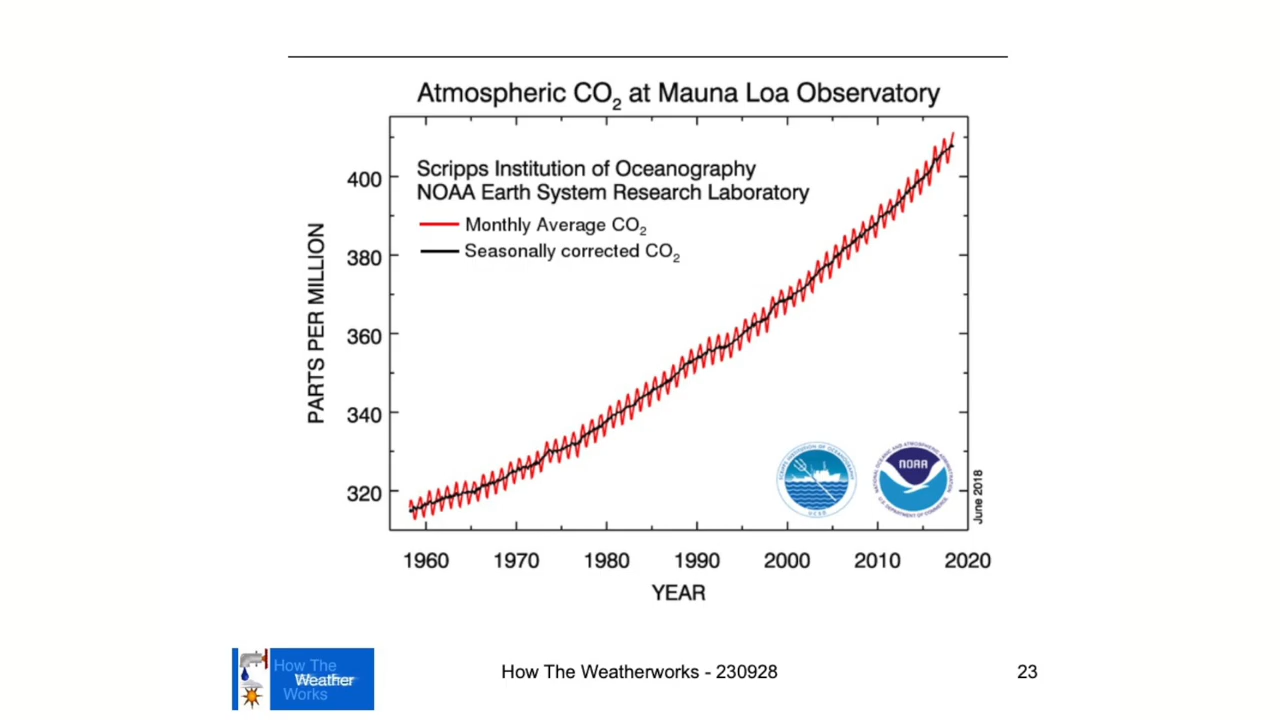 Atmospheric CO₂ at Mauna Loa Observatory
Scripps Institution of Oceanography
NOAA Earth System Research Laboratory
Monthly Average CO₂
Seasonally corrected CO₂
PARTS PER MILLION
400
380
360
340
320
NOAA
June 2018
1960 1970 1980 1990 2000 2010 2020
YEAR
How The
Weather
Works
How The Weatherworks - 230928
23